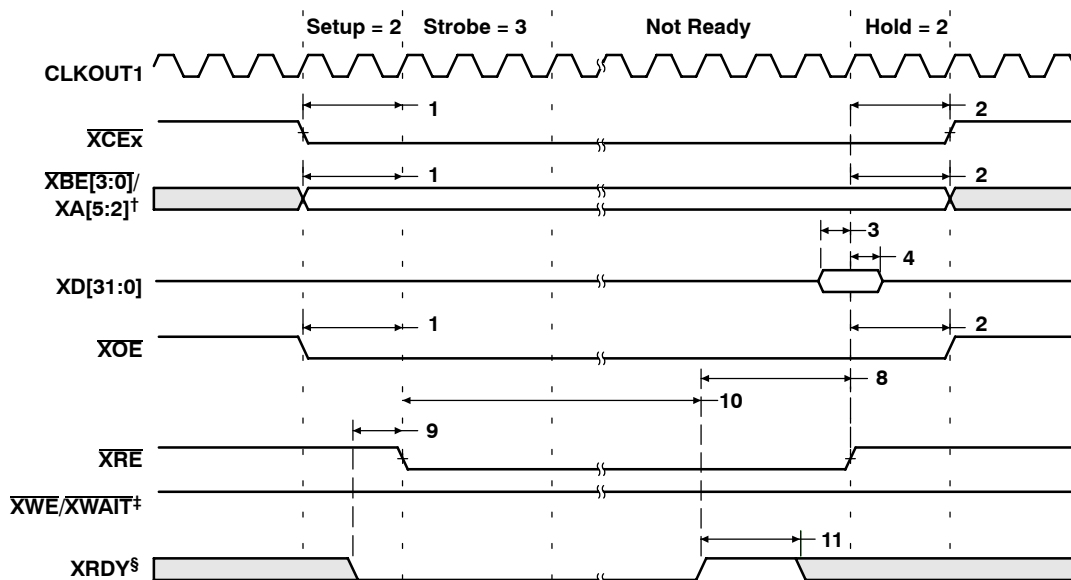 Setup = 2 Strobe = 3 Not Ready Hold = 2
CLKOUT1
1 2
XCEx
XBE[3:0]/
1 2
XA[5:2]†
3
4
XD[31:0]
1 2
XOE
8
10
9
XRE
XWE/XWAIT‡
11
XRDY§